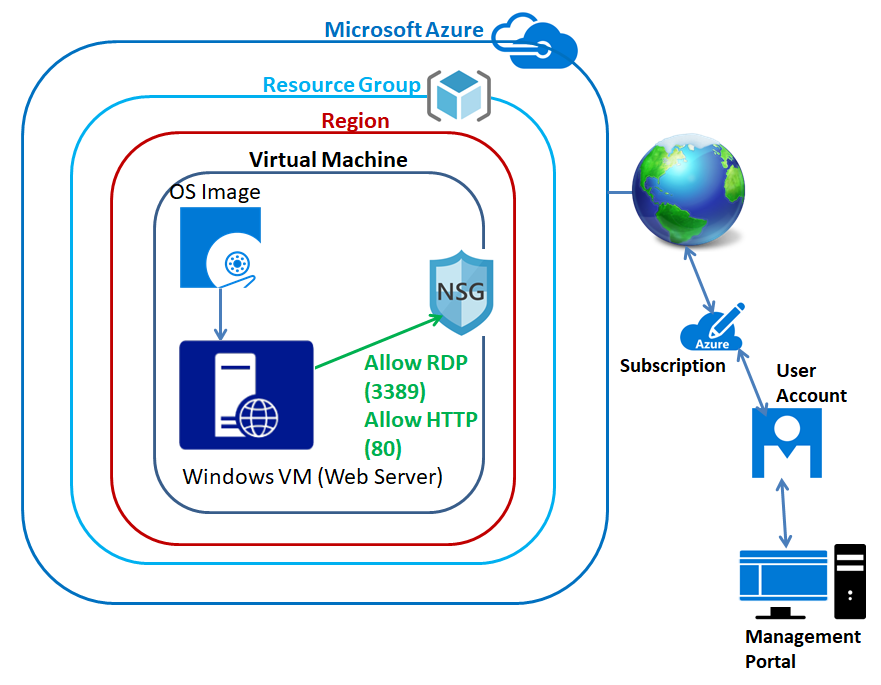 Microsoft Azure
Resource Group
Region
Virtual Machine
OS Image
NSG
Allow RDP
(3389)
Allow HTTP
(80)
Windows VM (Web Server)
Azure
Subscription
User
Account
Management
Portal